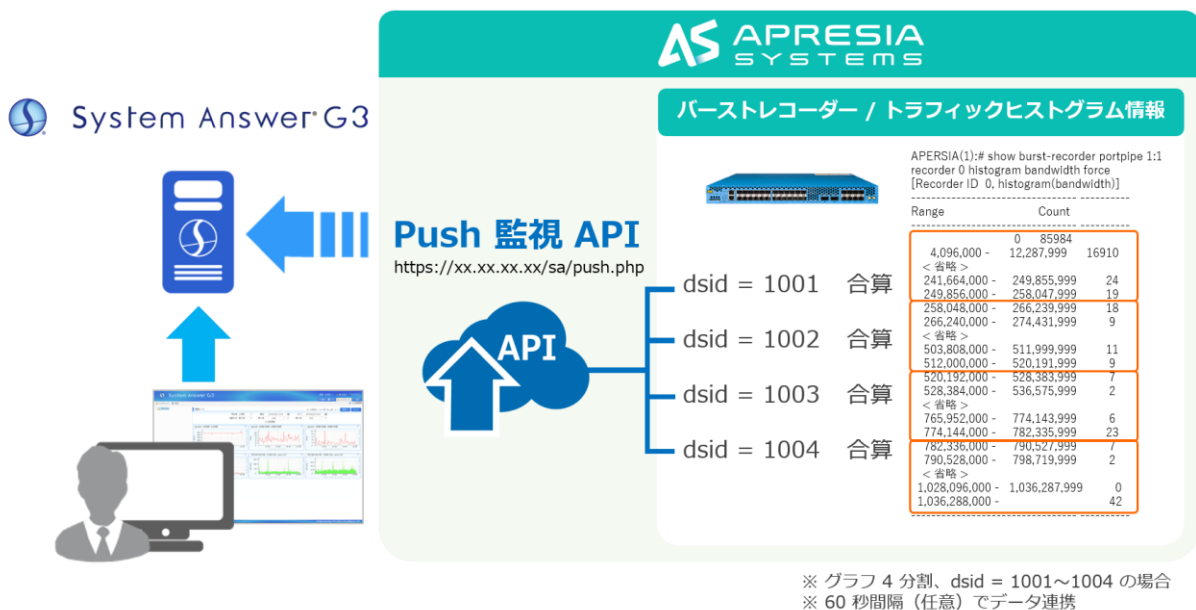 APRESIA
SYSTEMS
System Answer G3
バーストレコーダー / トラフィックヒストグラム情報
APERSIA(1):# show burst-recorder portpipe 1:1
recorder 0 histogram bandwidth force
[Recorder ID 0, histogram(bandwidth)]
Range Count
0 85984
4,096,000 - 12,287,999 16910
< 省略 >
241,664,000 - 249,855,999 24
249,856,000 - 258,047,999 19
258,048,000 - 266,239,999 18
266,240,000 - 274,431,999 9
< 省略 >
503,808,000 - 511,999,999 11
512,000,000 - 520,191,999 9
520,192,000 - 528,383,999 7
528,384,000 - 536,575,999 2
< 省略 >
765,952,000 - 774,143,999 6
774,144,000 - 782,335,999 23
782,336,000 - 790,527,999 7
790,528,000 - 798,719,999 2
< 省略 >
1,028,096,000 - 1,036,287,999 0
1,036,288,000 - 42
Push 監視 API
https://xx.xx.xx.xx/sa/push.php
API
dsid = 1001 合算
dsid = 1002 合算
dsid = 1003 合算
dsid = 1004 合算
System Answer G3
※ グラフ 4 分割、dsid = 1001～1004 の場合
※ 60 秒間隔（任意）でデータ連携